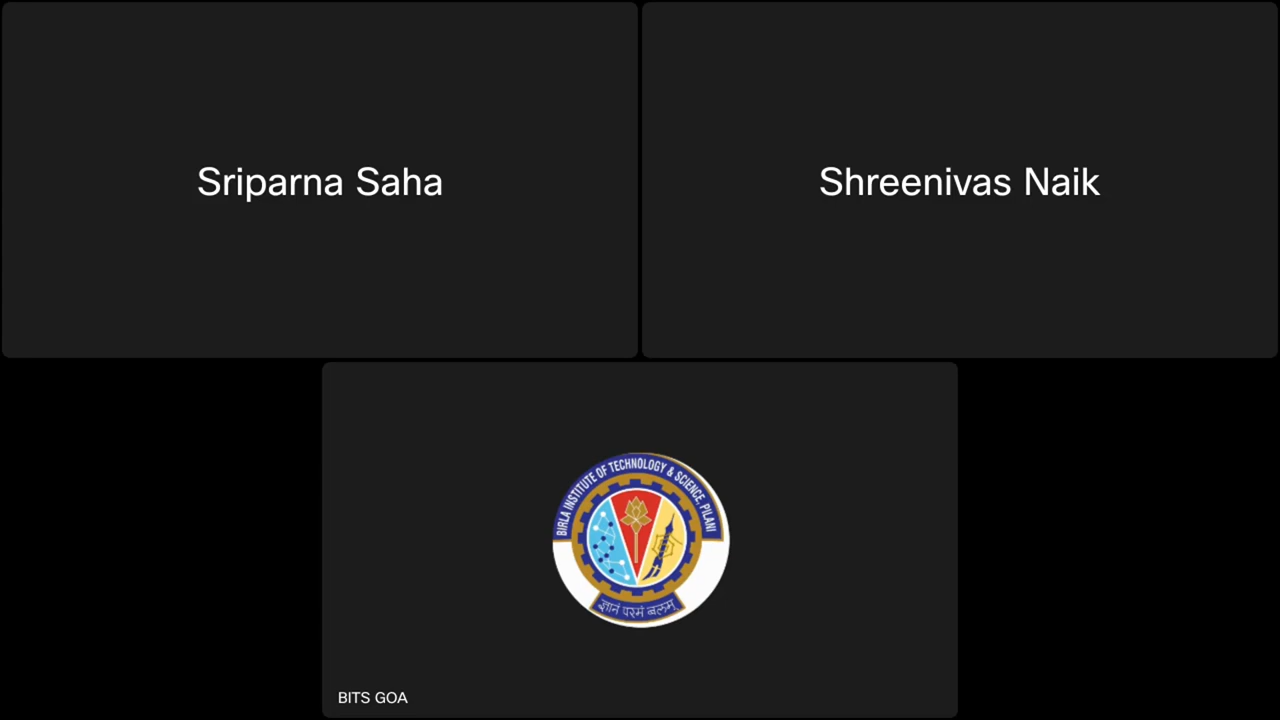 Sriparna Saha
Shreenivas Naik
BIRLA INSTITUTE OF TECHNOLOGY & SCIENCE, PILANI
ज्ञानं परमं बलम्
BITS GOA